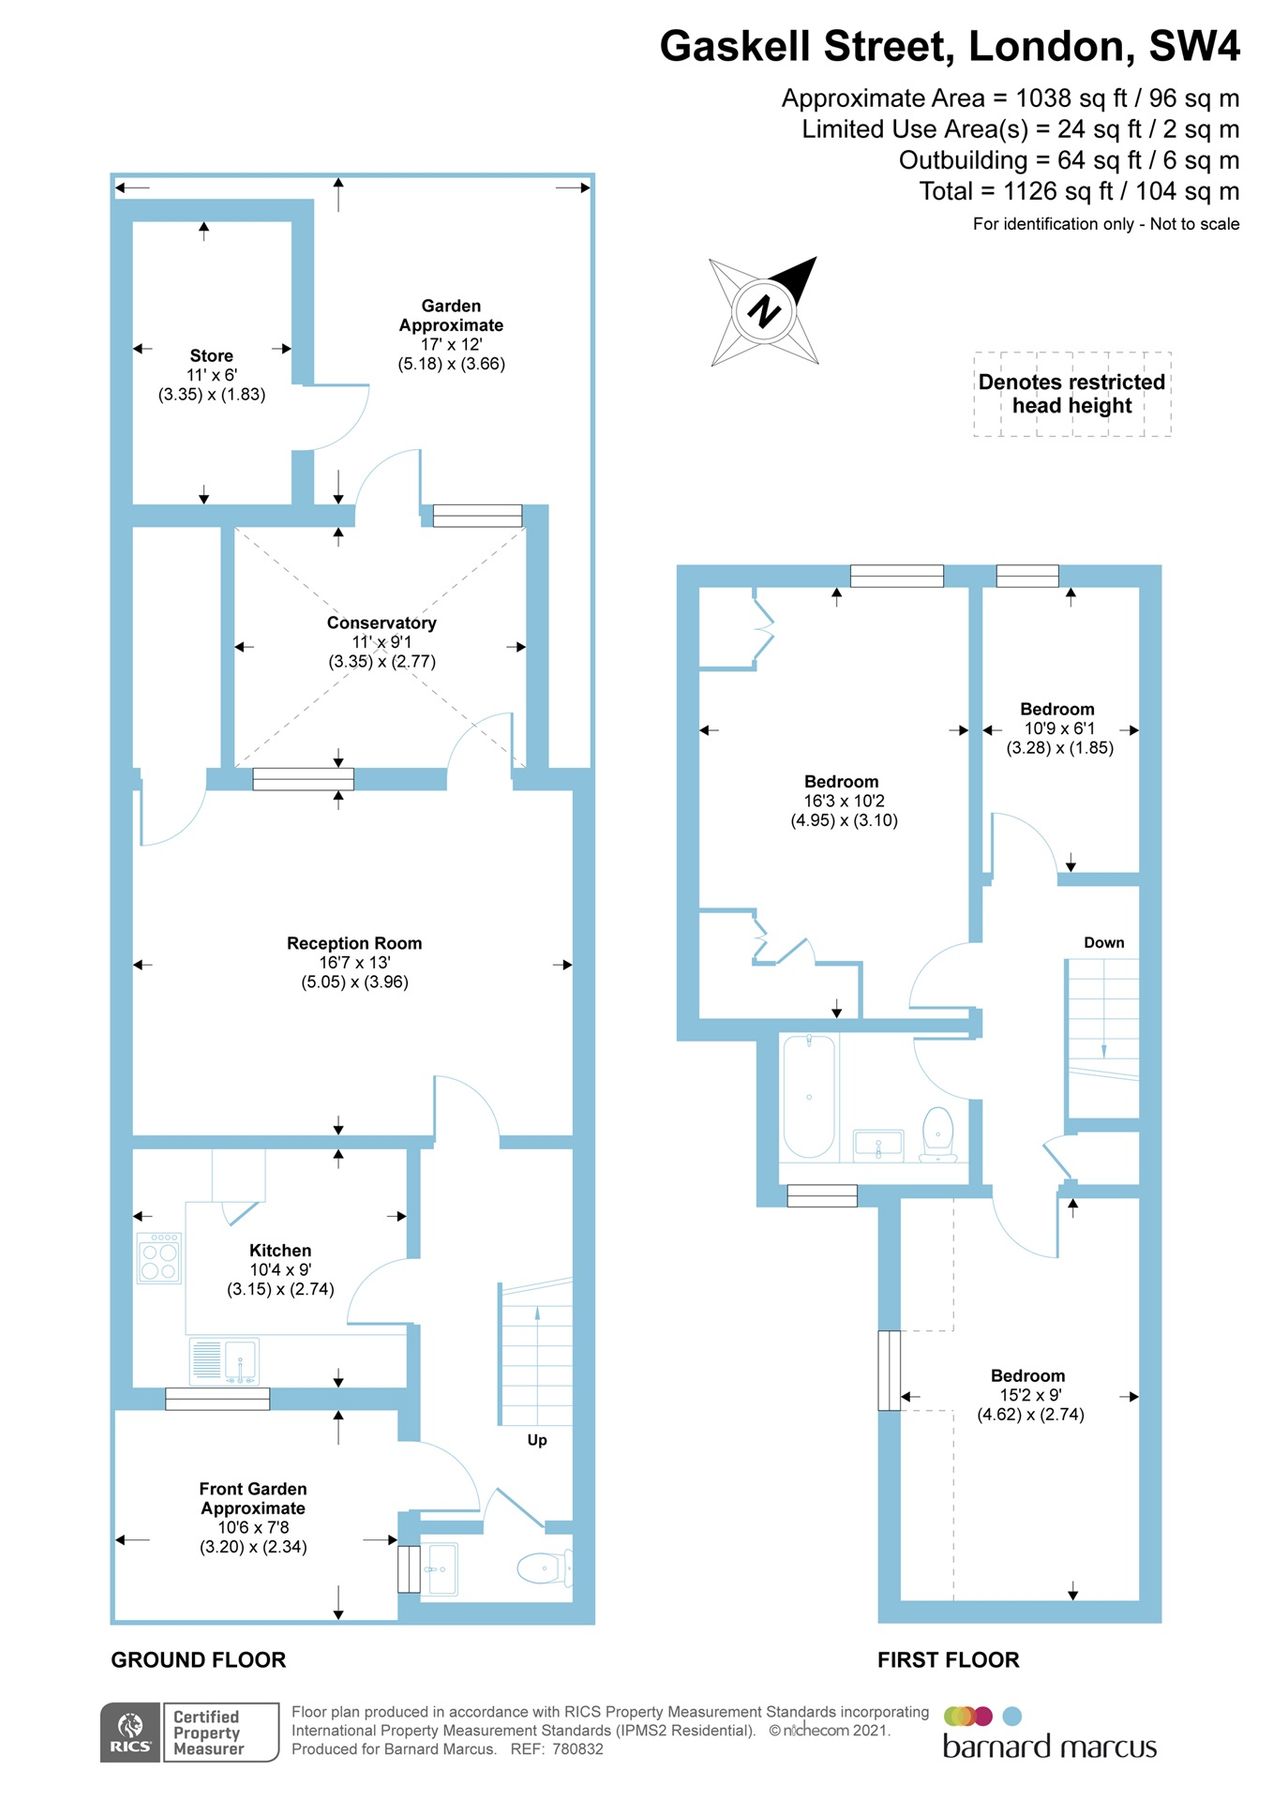 Gaskell Street, London, SW4
Approximate Area = 1038 sq ft / 96 sq m
Limited Use Area(s) = 24 sq ft / 2 sq m
Outbuilding = 64 sq ft / 6 sq m
Total = 1126 sq ft / 104 sq m
For identification only - Not to scale
N
Denotes restricted
head height
Garden
Approximate
17' x 12'
(5.18) x (3.66)
Store
11' x 6'
(3.35) x (1.83)
Conservatory
11' x 9'1
(3.35) x (2.77)
Reception Room
16'7 x 13'
(5.05) x (3.96)
Kitchen
10'4 x 9'
(3.15) x (2.74)
Up
Front Garden
Approximate
10'6 x 7'8
(3.20) x (2.34)
GROUND FLOOR
Bedroom
10'9 x 6'1
(3.28) x (1.85)
Bedroom
16'3 x 10'2
(4.95) x (3.10)
Down
Bedroom
15'2 x 9'
(4.62) x (2.74)
FIRST FLOOR
RICS
Certified
Property
Measurer
Floor plan produced in accordance with RICS Property Measurement Standards incorporating
International Property Measurement Standards (IPMS2 Residential). © nichecom 2021.
Produced for Barnard Marcus. REF: 780832
barnard marcus